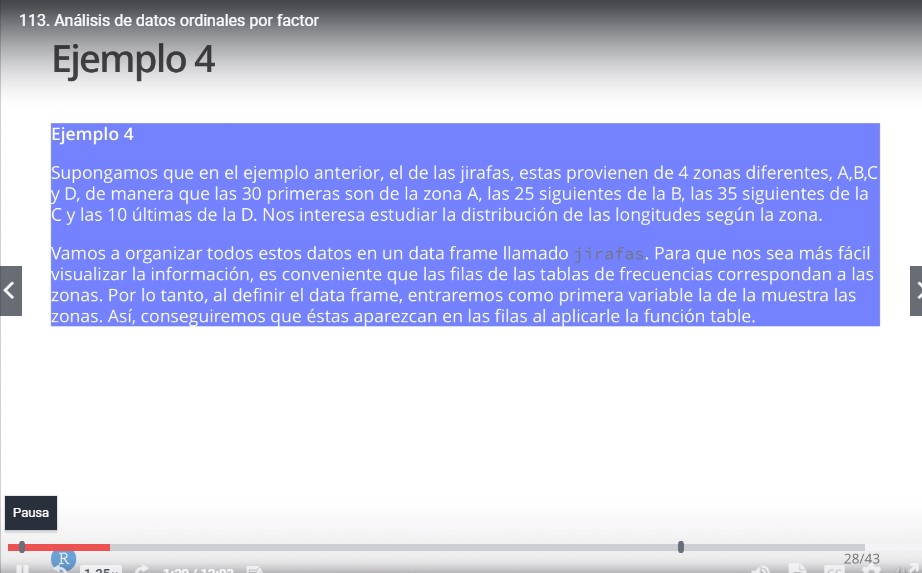 113. Análisis de datos ordinales por factor
Ejemplo 4
Ejemplo 4
Supongamos que en el ejemplo anterior, el de las jirafas, estas provienen de 4 zonas diferentes, A,B,C
y D, de manera que las 30 primeras son de la zona A, las 25 siguientes de la B, las 35 siguientes de la
C y las 10 últimas de la D. Nos interesa estudiar la distribución de las longitudes según la zona.
Vamos a organizar todos estos datos en un data frame llamado jirafas. Para que nos sea más fácil
visualizar la información, es conveniente que las filas de las tablas de frecuencias correspondan a las
zonas. Por lo tanto, al definir el data frame, entraremos como primera variable la de la muestra las
zonas. Así, conseguiremos que éstas aparezcan en las filas al aplicarle la función table.
Pausa
28/43
R